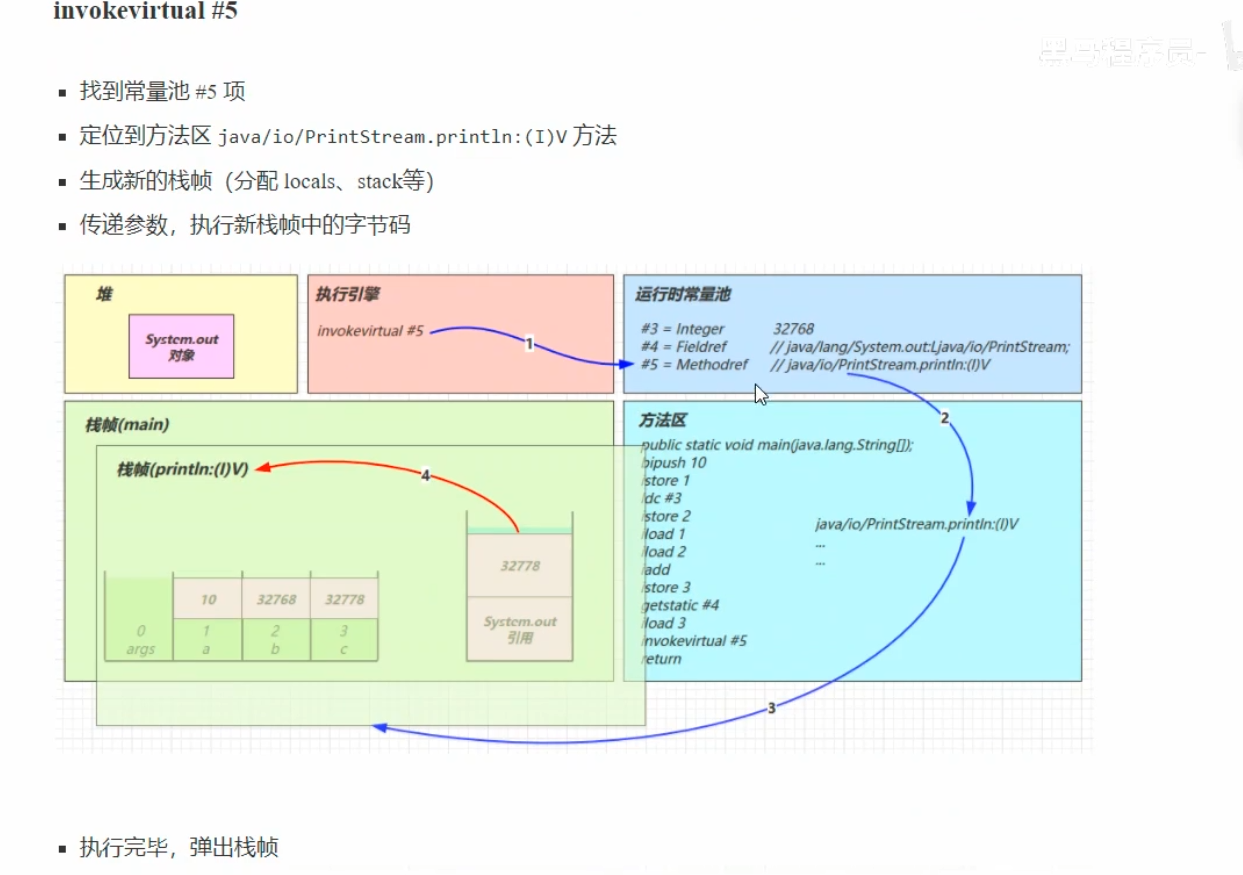 invokevirtual #5
黑马程序员-
找到常量池 #5 项
定位到方法区 java/io/PrintStream.println:(I)V 方法
生成新的栈帧（分配 locals、stack等）
传递参数，执行新栈帧中的字节码
堆
System.out
对象
执行引擎
invokevirtual #5
1
运行时常量池
#3 = Integer 32768
#4 = Fieldref // java/lang/System.out:Ljava/io/PrintStream;
#5 = Methodref // java/io/PrintStream.println:(I)V
2
栈帧(main)
栈帧(println:(I)V)
4
32778
System.out
引用
10 32768 32778
0 1 2 3
args a b c
方法区
public static void main(java.lang.String[]);
bipush 10
istore 1
ldc #3
istore 2
iload 1
iload 2
iadd
istore 3
getstatic #4
iload 3
invokevirtual #5
return
java/io/PrintStream.println:(I)V
...
...
3
执行完毕，弹出栈帧